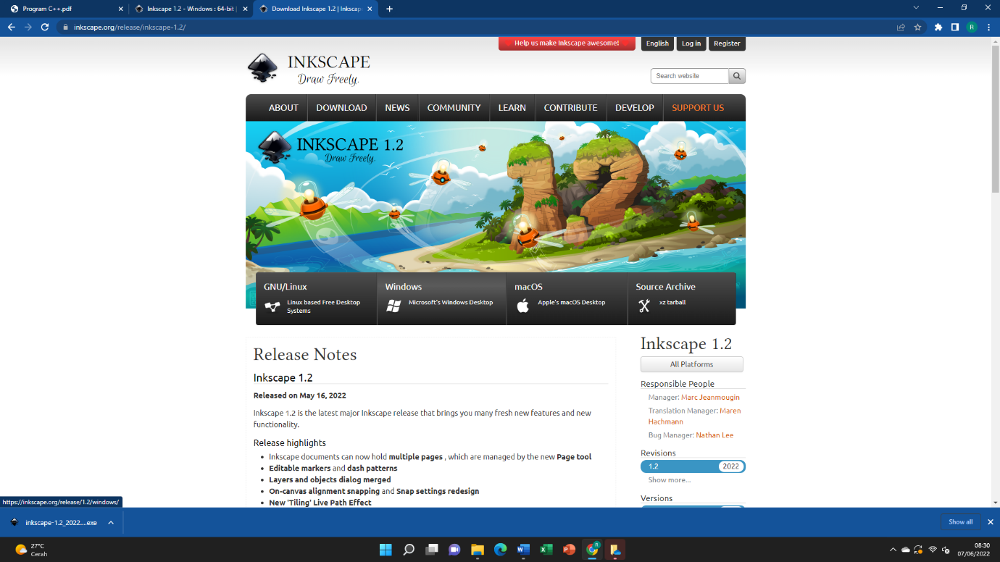 Program C++.pdf
Inkscape 1.2 - Windows : 64-bit |
Download Inkscape 1.2 | Inkscape
inkscape.org/release/inkscape-1.2/
R
Help us make Inkscape awesome!
English
Log in
Register
INKSCAPE
Draw Freely.
Search website
ABOUT
DOWNLOAD
NEWS
COMMUNITY
LEARN
CONTRIBUTE
DEVELOP
SUPPORT US
INKSCAPE 1.2
Draw Freely.
1.2
GNU/Linux
Linux based Free Desktop
Systems
Windows
Microsoft's Windows Desktop
macOS
Apple's macOS Desktop
Source Archive
xz tarball
Release Notes
Inkscape 1.2
Released on May 16, 2022
Inkscape 1.2 is the latest major Inkscape release that brings you many fresh new features and new
functionality.
Release highlights
• Inkscape documents can now hold multiple pages , which are managed by the new Page tool
• Editable markers and dash patterns
• Layers and objects dialog merged
• On-canvas alignment snapping and Snap settings redesign
• New 'Tiling' Live Path Effect
Inkscape 1.2
All Platforms
Responsible People
Manager: Marc Jeanmougin
Translation Manager: Maren
Hachmann
Bug Manager: Nathan Lee
Revisions
1.2 2022
Show more...
Versions
https://inkscape.org/release/1.2/windows/
inkscape-1.2_2022....exe
Show all
27°C
Cerah
08:30
07/06/2022